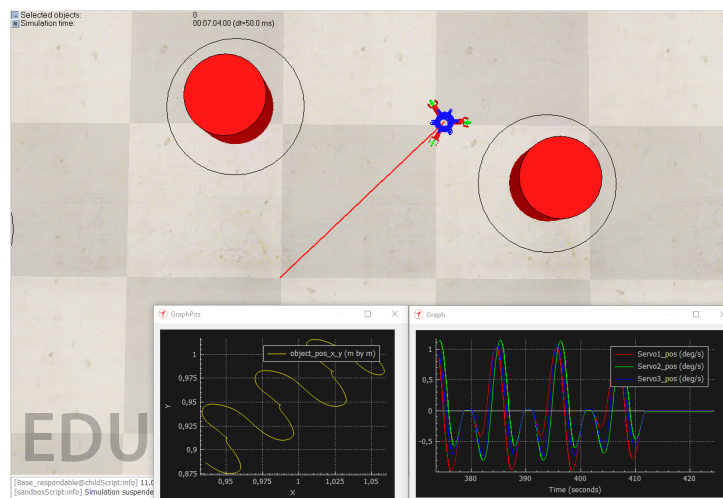 Selected objects: 0
Simulation time: 00:07:04.00 (dt=50.0 ms)
GraphPos
object_pos_x_y (m by m)
1
0,975
0,95
0,925
0,9
0,875
Y
0,95 0,975 1 1,025 1,05
X
Graph
Servo1_pos (deg/s)
Servo2_pos (deg/s)
Servo3_pos (deg/s)
1
0,5
0
-0,5
380 390 400 410 420
Time (seconds)
EDU
[Base_respondable@childScript:info] 11.0
[sandboxScript:info] Simulation suspende